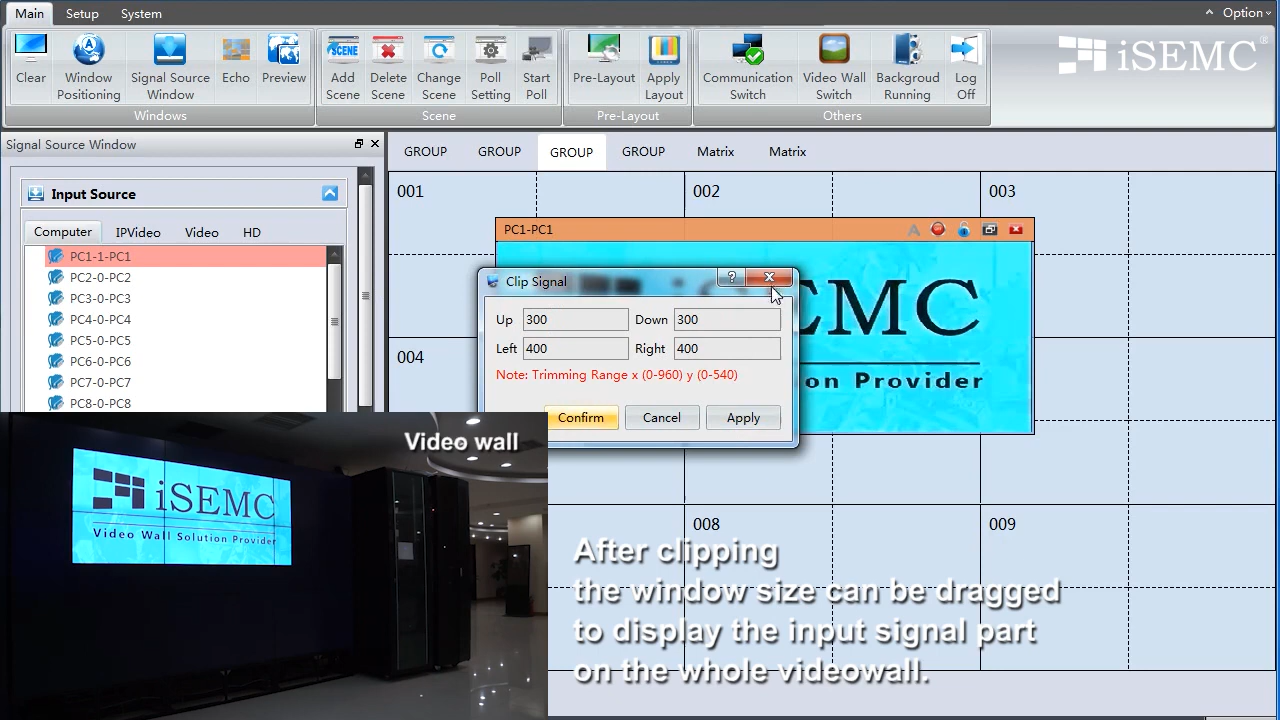 Main Setup System Option
Clear
Window Positioning
Signal Source Window
Echo
Preview
Windows
Add Scene
Delete Scene
Change Scene
Poll Setting
Start Poll
Scene
Pre-Layout
Apply Layout
Pre-Layout
Communication Switch
Video Wall Switch
Backgroud Running
Log Off
Others
iSEMC®
Signal Source Window
Input Source
Computer IPVideo Video HD
PC1-1-PC1
PC2-0-PC2
PC3-0-PC3
PC4-0-PC4
PC5-0-PC5
PC6-0-PC6
PC7-0-PC7
PC8-0-PC8
GROUP GROUP GROUP GROUP Matrix Matrix
001 002 003
PC1-PC1
A
EMC
on Provider
Clip Signal
?
Up 300 Down 300
Left 400 Right 400
Note: Trimming Range x (0-960) y (0-540)
Confirm Cancel Apply
004
008 009
Video wall
iSEMC
Video Wall Solution Provider
After clipping
the window size can be dragged
to display the input signal part
on the whole videowall.